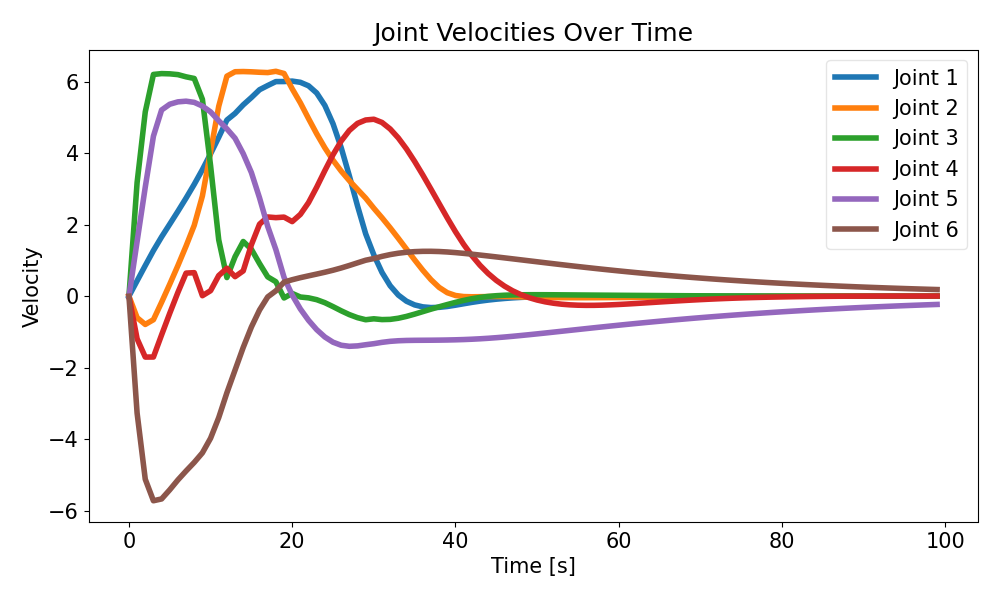 Joint Velocities Over Time
Velocity
6
4
2
0
−2
−4
−6
Joint 1
Joint 2
Joint 3
Joint 4
Joint 5
Joint 6
0 20 40 60 80 100
Time [s]